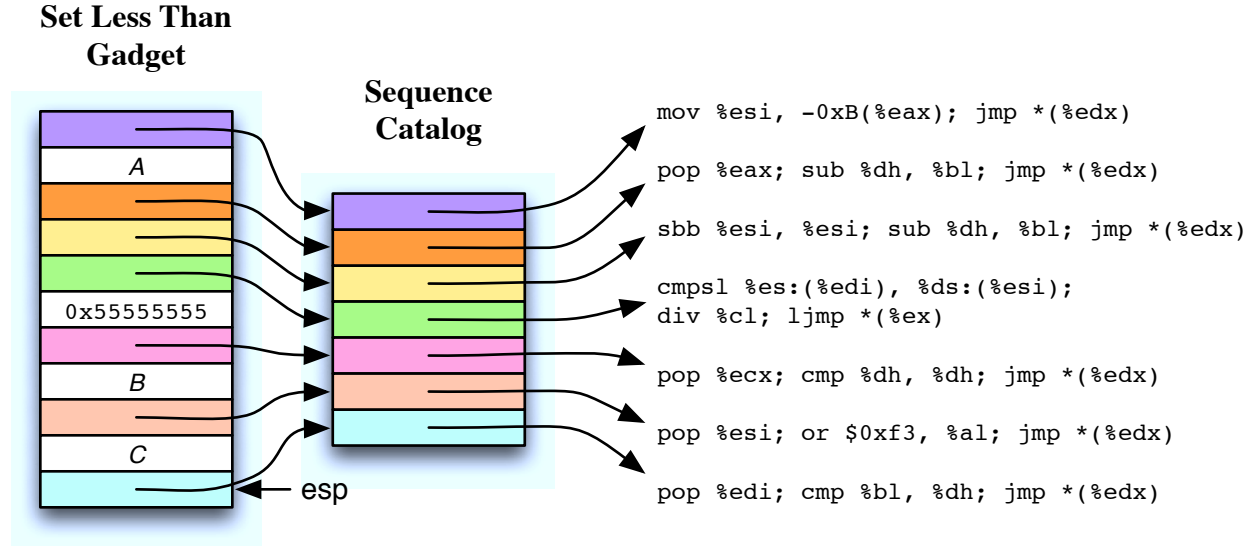 Set Less Than
Gadget
A
0x55555555
B
C
esp
Sequence
Catalog
mov %esi, -0xB(%eax); jmp *(%edx)
pop %eax; sub %dh, %bl; jmp *(%edx)
sbb %esi, %esi; sub %dh, %bl; jmp *(%edx)
cmpsl %es:(%edi), %ds:(%esi);
div %cl; ljmp *(%ex)
pop %ecx; cmp %dh, %dh; jmp *(%edx)
pop %esi; or $0xf3, %al; jmp *(%edx)
pop %edi; cmp %bl, %dh; jmp *(%edx)